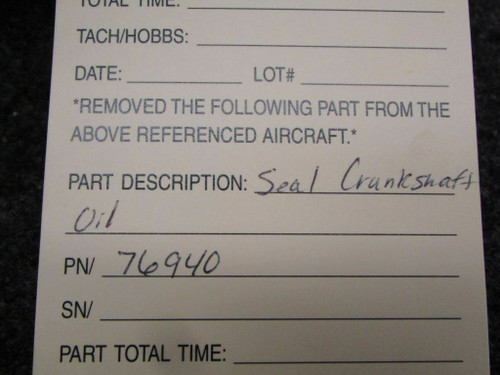 TOTAL TIME:
TACH/HOBBS:
DATE: LOT#
*REMOVED THE FOLLOWING PART FROM THE
ABOVE REFERENCED AIRCRAFT.*
PART DESCRIPTION: Seal Crankshaft
Oil
PN/ 76940
SN/
PART TOTAL TIME: